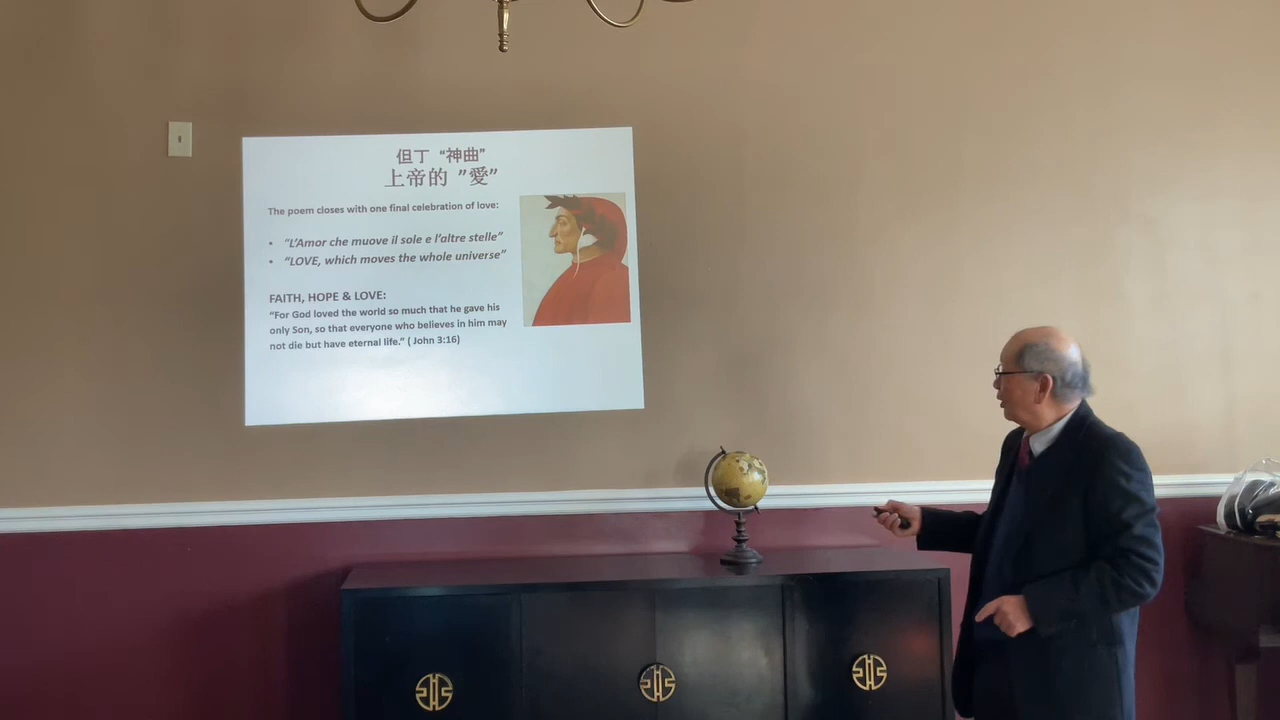 但丁 “神曲”
上帝的 ”愛”
The poem closes with one final celebration of love:
• “L’Amor che muove il sole e l’altre stelle”
• “LOVE, which moves the whole universe”
FAITH, HOPE & LOVE:
“For God loved the world so much that he gave his
only Son, so that everyone who believes in him may
not die but have eternal life.” ( John 3:16)